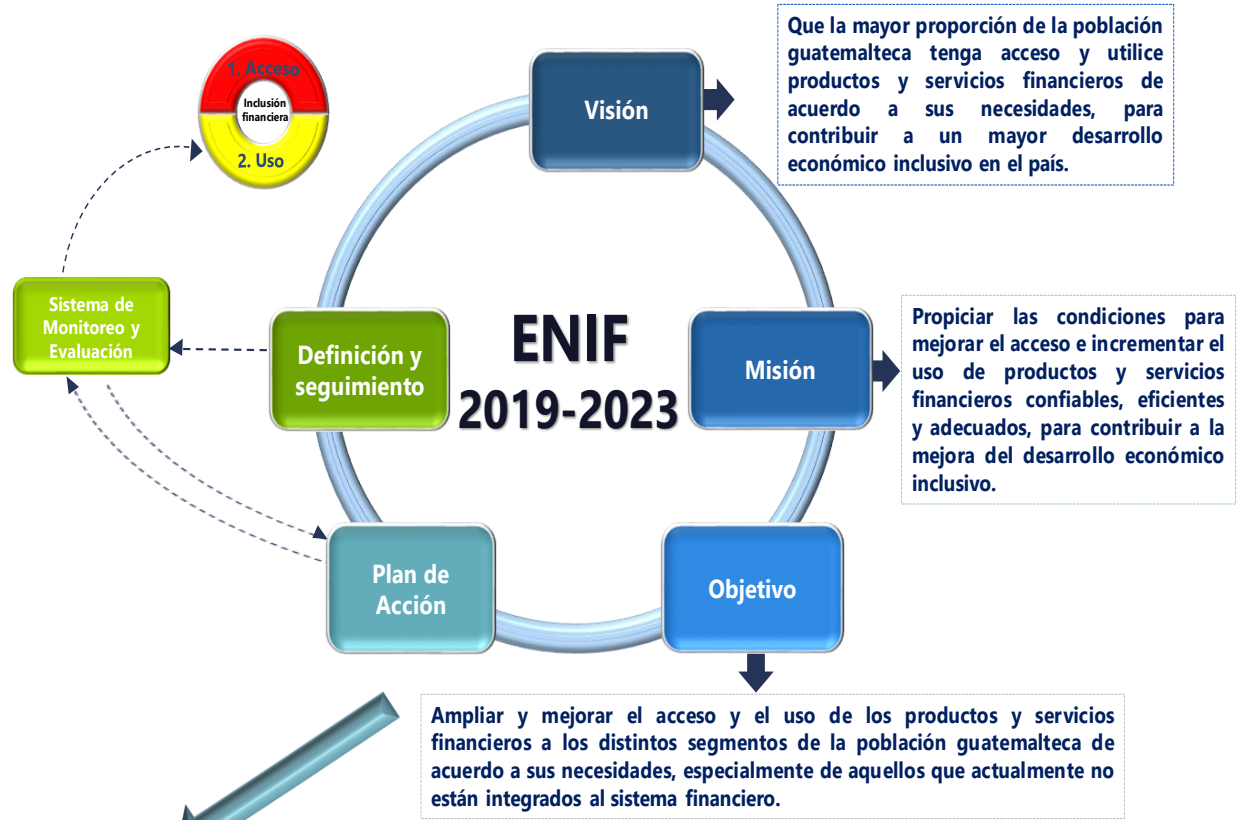 Visión
Que la mayor proporción de la población
guatemalteca tenga acceso y utilice
productos y servicios financieros de
acuerdo a sus necesidades, para
contribuir a un mayor desarrollo
económico inclusivo en el país.
1. Acceso
Inclusión
financiera
2. Uso
Sistema de
Monitoreo y
Evaluación
Definición y
seguimiento
ENIF
2019-2023
Misión
Propiciar las condiciones para
mejorar el acceso e incrementar el
uso de productos y servicios
financieros confiables, eficientes
y adecuados, para contribuir a la
mejora del desarrollo económico
inclusivo.
Plan de
Acción
Objetivo
Ampliar y mejorar el acceso y el uso de los productos y servicios
financieros a los distintos segmentos de la población guatemalteca de
acuerdo a sus necesidades, especialmente de aquellos que actualmente no
están integrados al sistema financiero.